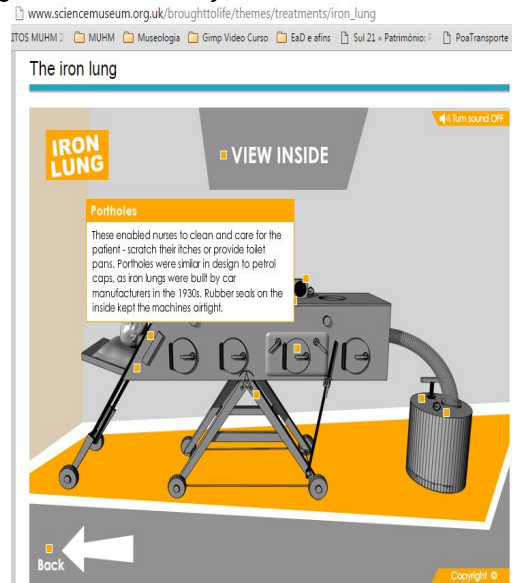 www.sciencemuseum.org.uk/broughttolife/themes/treatments/iron_lung
ITOS MUHM 2 MUHM Museologia Gimp Video Curso EaD e afins Sul 21 » Patrimônio: P PoaTransporte
The iron lung
Turn sound OFF
IRON
LUNG
VIEW INSIDE
Portholes
These enabled nurses to clean and care for the
patient - scratch their itches or provide toilet
pans. Portholes were similar in design to petrol
caps, as iron lungs were built by car
manufacturers in the 1930s. Rubber seals on the
inside kept the machines airtight.
Back
Copyright ©